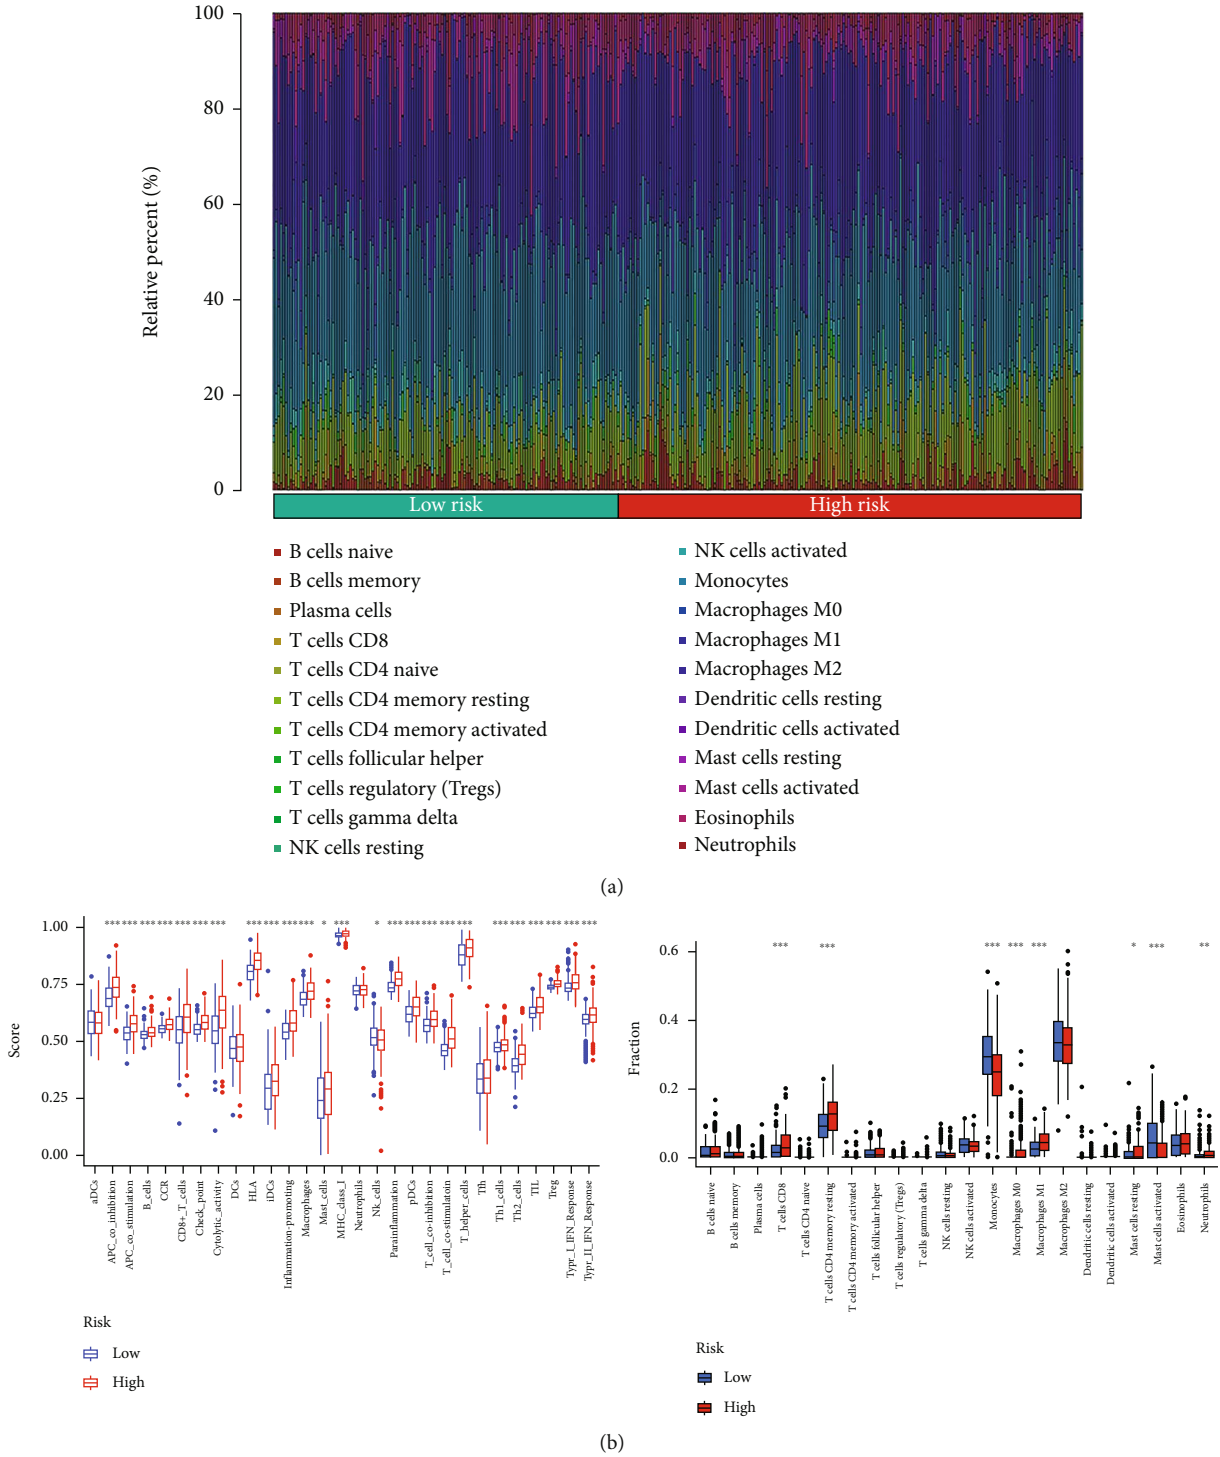 100
80
60
40
20
0
Relative percent (%)
Low risk
High risk
B cells naive
B cells memory
Plasma cells
T cells CD8
T cells CD4 naive
T cells CD4 memory resting
T cells CD4 memory activated
T cells follicular helper
T cells regulatory (Tregs)
T cells gamma delta
NK cells resting
NK cells activated
Monocytes
Macrophages M0
Macrophages M1
Macrophages M2
Dendritic cells resting
Dendritic cells activated
Mast cells resting
Mast cells activated
Eosinophils
Neutrophils
(a)
*** *** *** *** *** *** *** *** *** *** *** * *** * *** *** *** *** *** *** *** *** *** *** ***
1.00
0.75
0.50
0.25
0.00
Score
aDCs
APC_co_inhibition
APC_co_stimulation
B_cells
CCR
CD8+_T_cells
Check_point
Cytolytic_activity
DCs
HLA
iDCs
Inflammation-promoting
Macrophages
Mast_cells
MHC_class_I
Neutrophils
NK_cells
Parainflammation
pDCs
T_cell_co-inhibition
T_cell_co-stimulatoin
T_helper_cells
Tfh
Th1_cells
Th2_cells
TIL
Treg
Typr_I_IFN_Response
Typr_II_IFN_Response
Risk
Low
High
*** *** *** *** *** * *** **
0.6
0.4
0.2
0.0
Fraction
B cells naive
B cells memory
Plasma cells
T cells CD8
T cells CD4 naive
T cells CD4 memory resting
T cells CD4 memory activated
T cells follicular helper
T cells regulatory (Tregs)
T cells gamma delta
NK cells resting
NK cells activated
Monocytes
Macrophages M0
Macrophages M1
Macrophages M2
Dendritic cells resting
Dendritic cells activated
Mast cells resting
Mast cells activated
Eosinophils
Neutrophils
Risk
Low
High
(b)